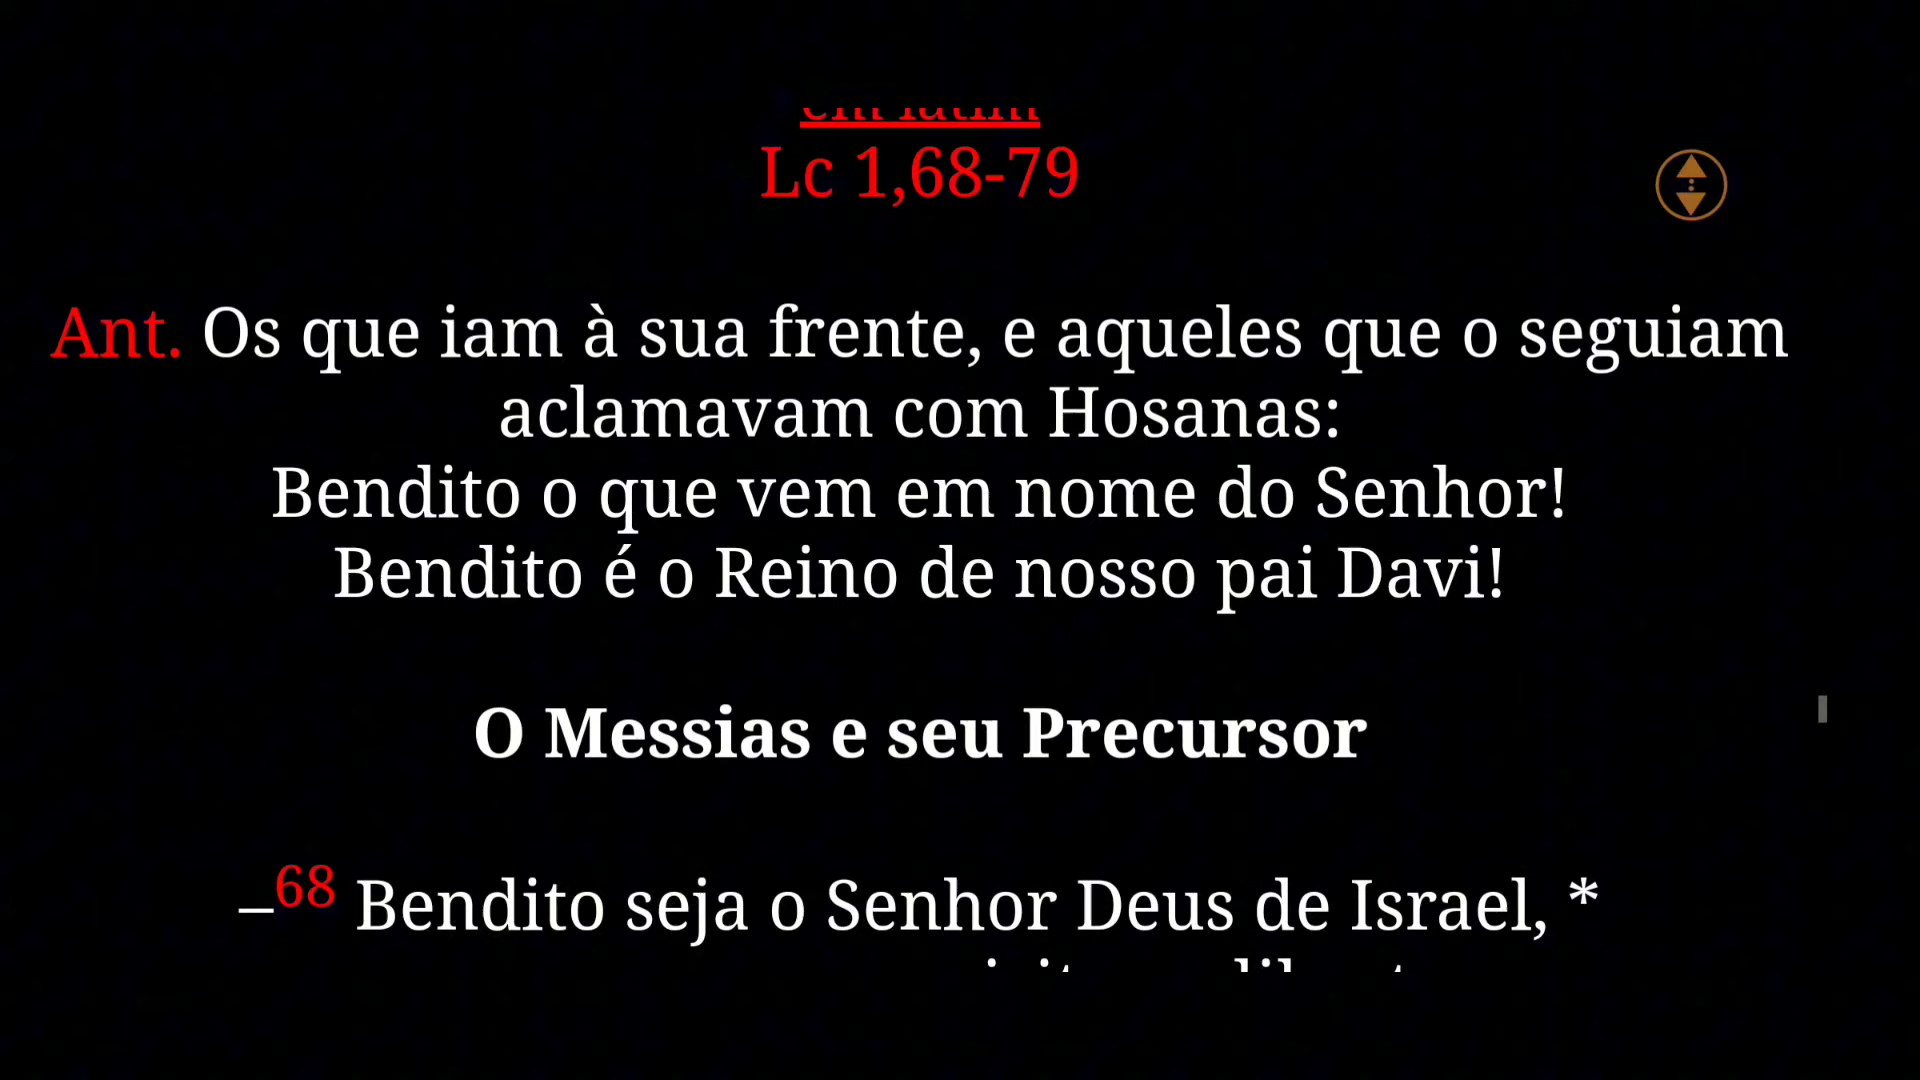 em latim
Lc 1,68-79
Ant. Os que iam à sua frente, e aqueles que o seguiam
aclamavam com Hosanas:
Bendito o que vem em nome do Senhor!
Bendito é o Reino de nosso pai Davi!
O Messias e seu Precursor
–68 Bendito seja o Senhor Deus de Israel, *